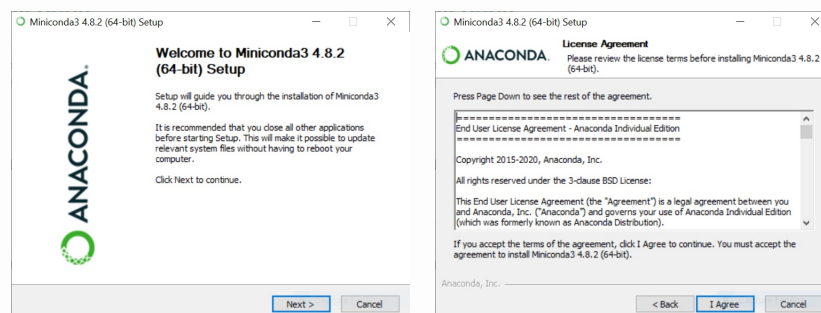 Miniconda3 4.8.2 (64-bit) Setup
ANACONDA.
Welcome to Miniconda3 4.8.2
(64-bit) Setup
Setup will guide you through the installation of Miniconda3
4.8.2 (64-bit).
It is recommended that you close all other applications
before starting Setup. This will make it possible to update
relevant system files without having to reboot your
computer.
Click Next to continue.
Next >
Cancel
Miniconda3 4.8.2 (64-bit) Setup
ANACONDA.
License Agreement
Please review the license terms before installing Miniconda3 4.8.2
(64-bit).
Press Page Down to see the rest of the agreement.
===================================
End User License Agreement - Anaconda Individual Edition
===================================
Copyright 2015-2020, Anaconda, Inc.
All rights reserved under the 3-clause BSD License:
This End User License Agreement (the "Agreement") is a legal agreement between you
and Anaconda, Inc. ("Anaconda") and governs your use of Anaconda Individual Edition
(which was formerly known as Anaconda Distribution).
If you accept the terms of the agreement, click I Agree to continue. You must accept the
agreement to install Miniconda3 4.8.2 (64-bit).
Anaconda, Inc.
< Back
I Agree
Cancel